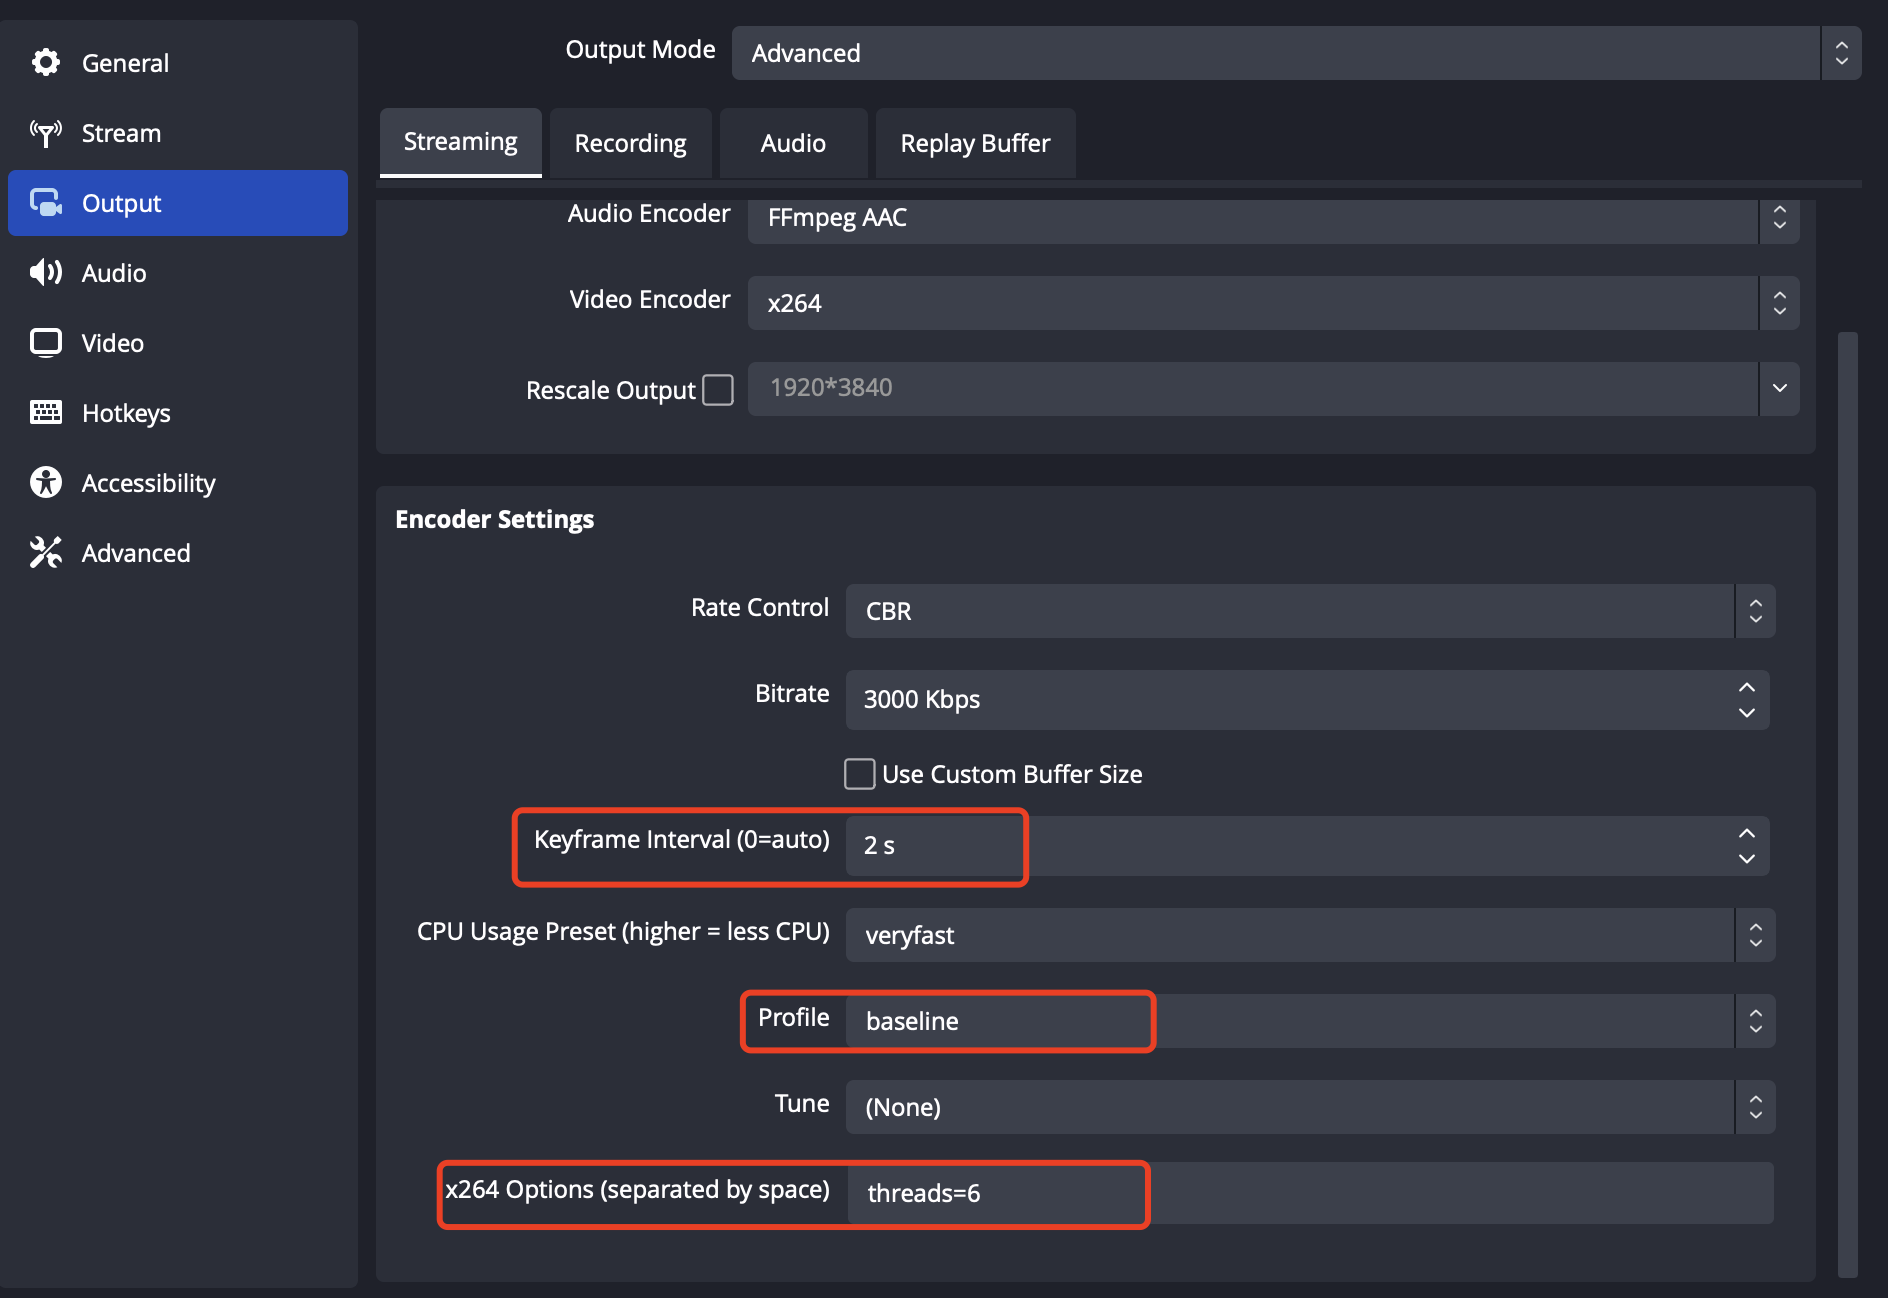 General
Stream
Output
Audio
Video
Hotkeys
Accessibility
Advanced
Output Mode Advanced
Streaming Recording Audio Replay Buffer
Audio Encoder FFmpeg AAC
Video Encoder x264
Rescale Output 1920*3840
Encoder Settings
Rate Control CBR
Bitrate 3000 Kbps
Use Custom Buffer Size
Keyframe Interval (0=auto) 2 s
CPU Usage Preset (higher = less CPU) veryfast
Profile baseline
Tune (None)
x264 Options (separated by space) threads=6